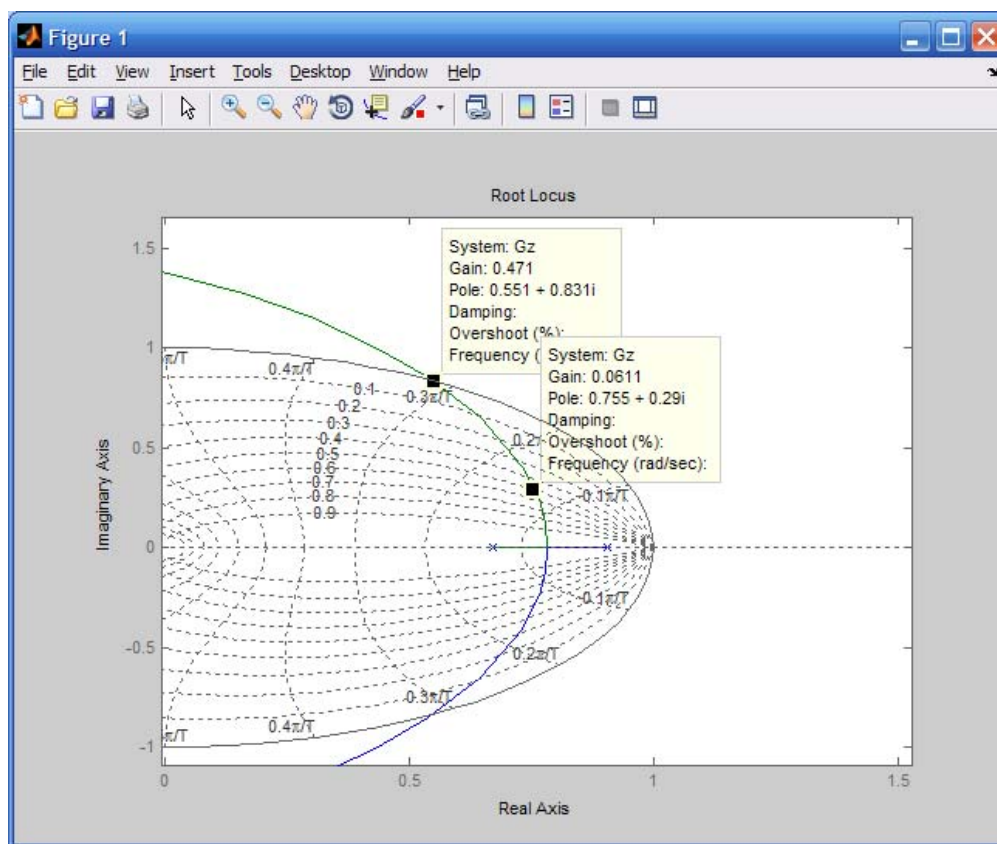 Figure 1
File Edit View Insert Tools Desktop Window Help
Root Locus
System: Gz
Gain: 0.471
Pole: 0.551 + 0.831i
Damping:
Overshoot (%):
Frequency (
System: Gz
Gain: 0.0611
Pole: 0.755 + 0.29i
Damping:
Overshoot (%):
Frequency (rad/sec):
1.5
1
0.5
0
-0.5
-1
Imaginary Axis
π/T
0.4π/T
0.3π/T
0.2
0.1π/T
0.1
0.2
0.3
0.4
0.5
0.6
0.7
0.8
0.9
0.1π/T
0.2π/T
0.3π/T
0.4π/T
π/T
0
0.5
1
1.5
Real Axis